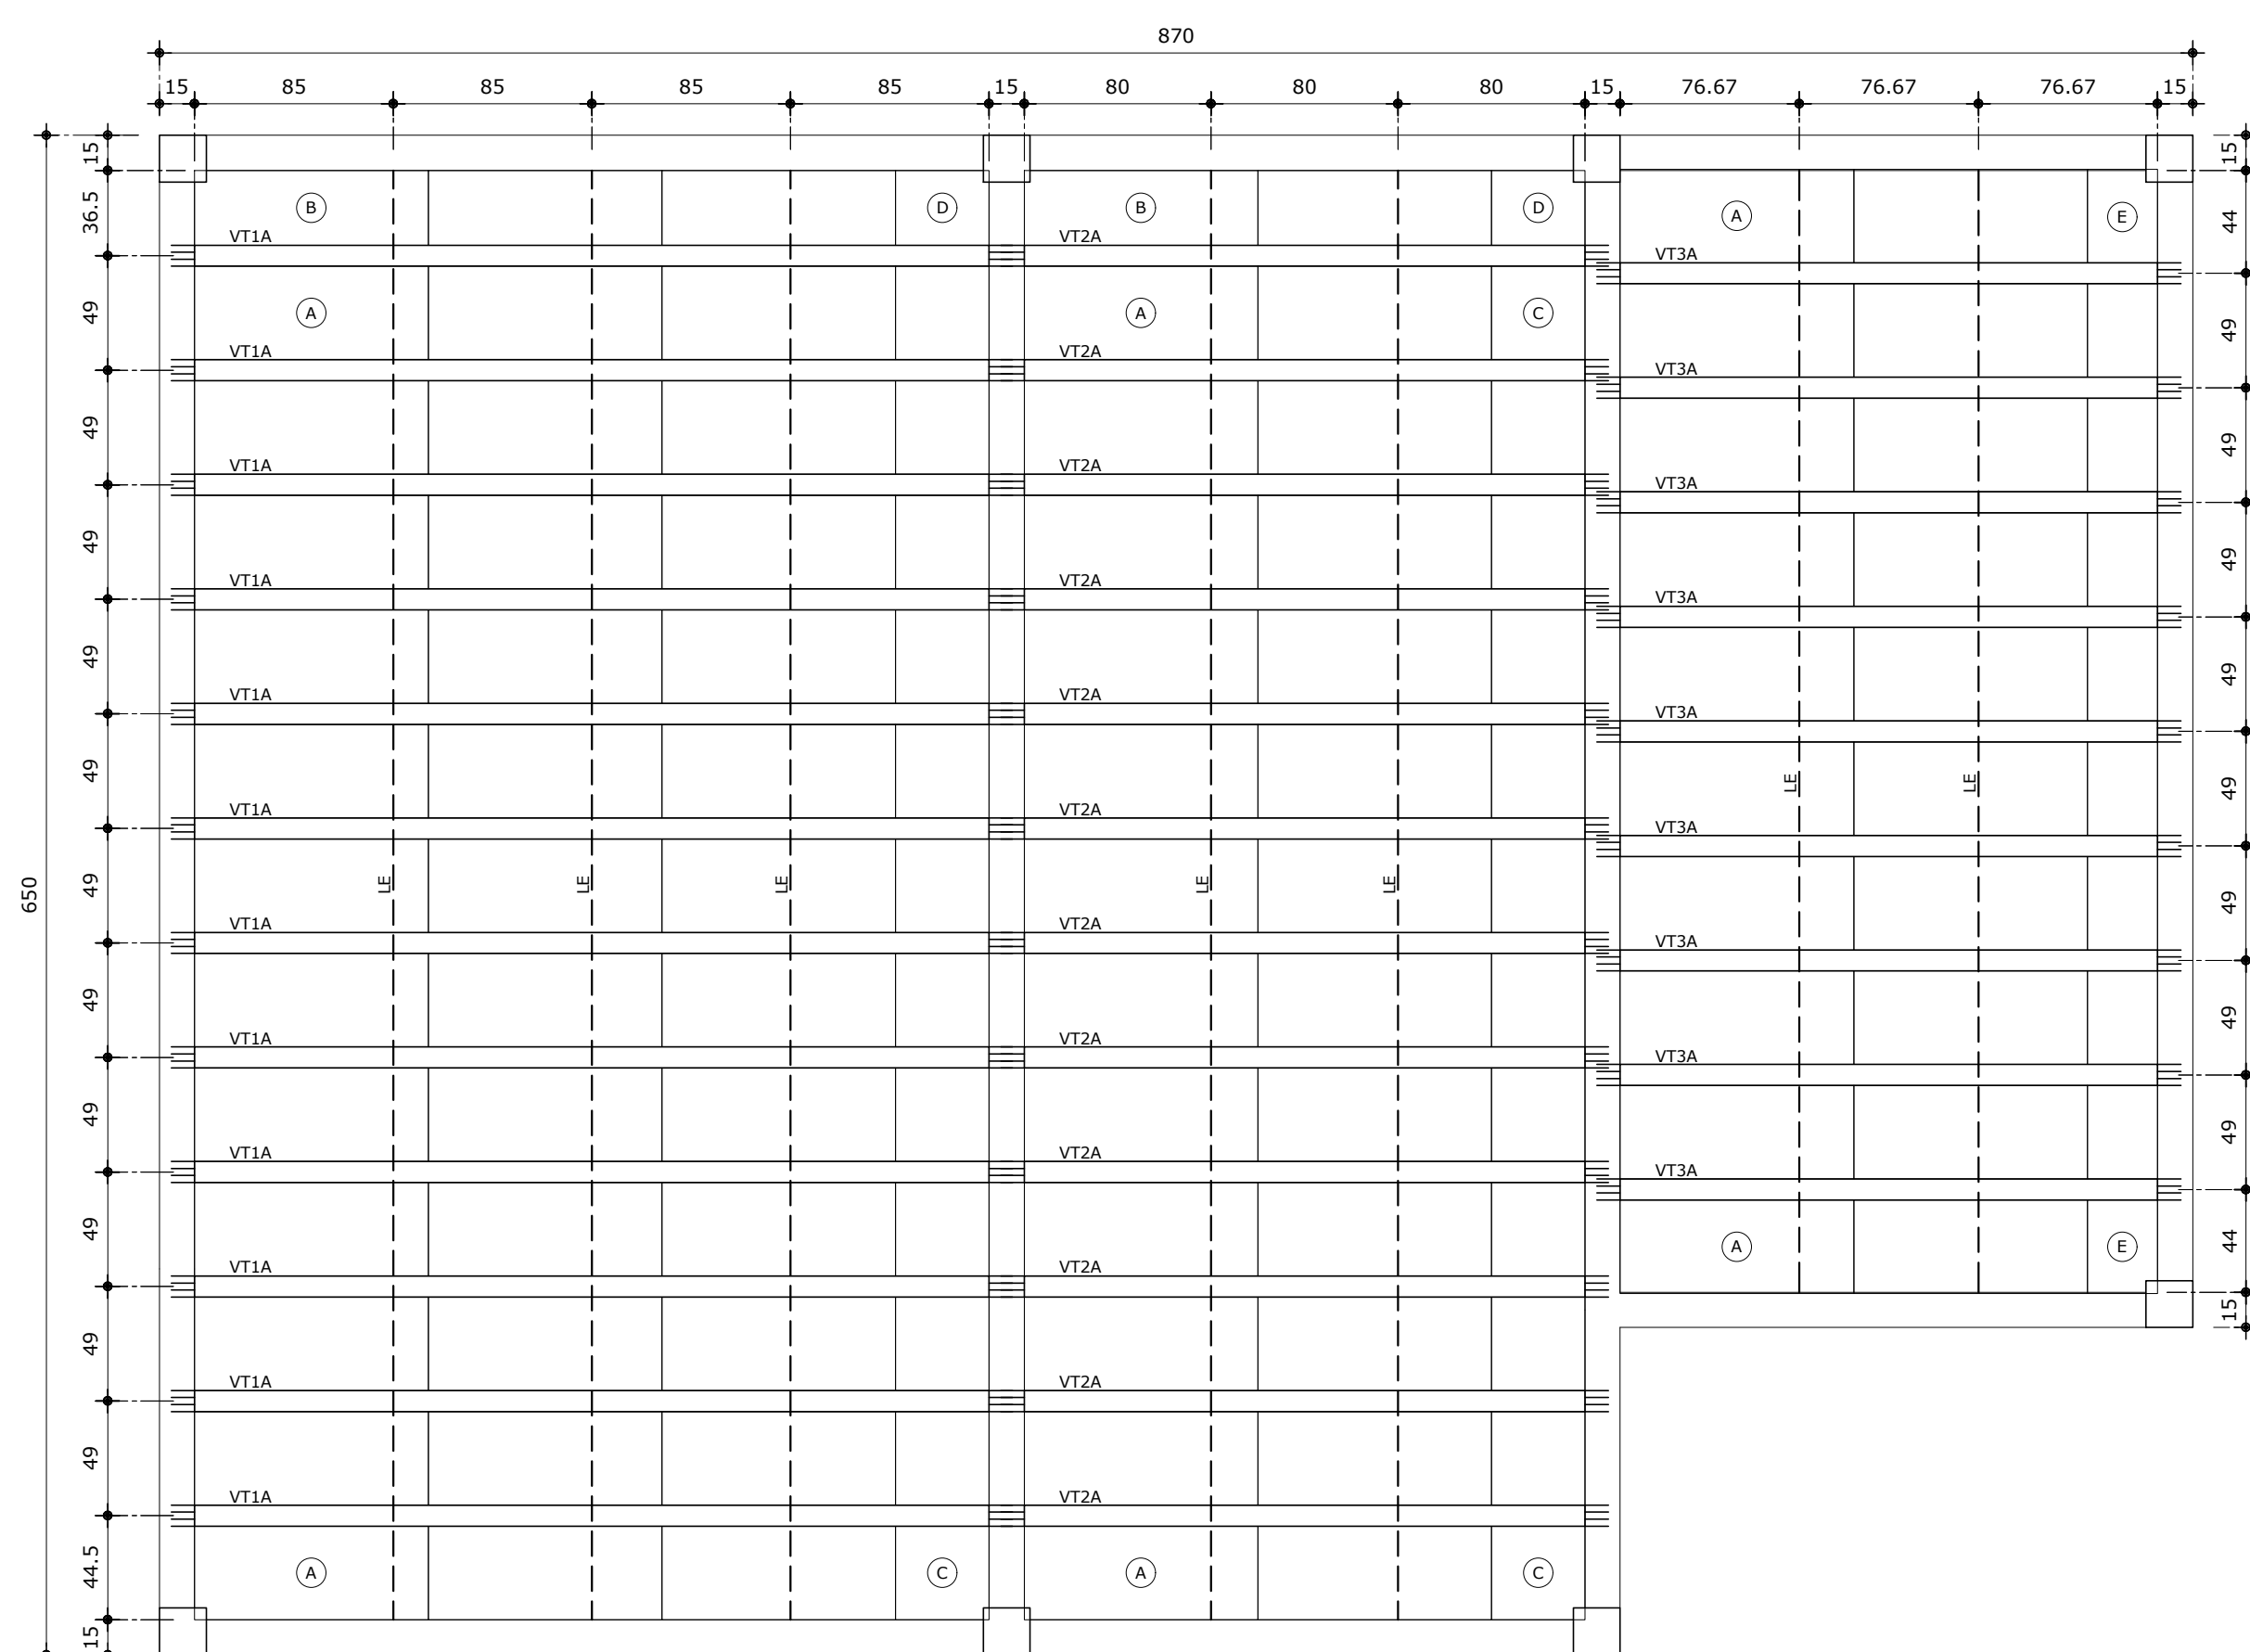 870
15 85 85 85 85 15 80 80 80 15 76.67 76.67 76.67 15
15 15
36.5 B D B D A E 44
VT1A VT2A VT3A
49 A A C 49
VT1A VT2A VT3A
49 49
VT1A VT2A VT3A
49 49
VT1A VT2A VT3A
49 49
VT1A VT2A VT3A
49 LE LE 49
VT1A VT2A VT3A
650 49 LE LE LE LE LE 49
VT1A VT2A VT3A
49 49
VT1A VT2A VT3A
49 49
VT1A VT2A VT3A
49 A E 44
VT1A VT2A
15
49
VT1A VT2A
49
VT1A VT2A
44.5 A C A C
15